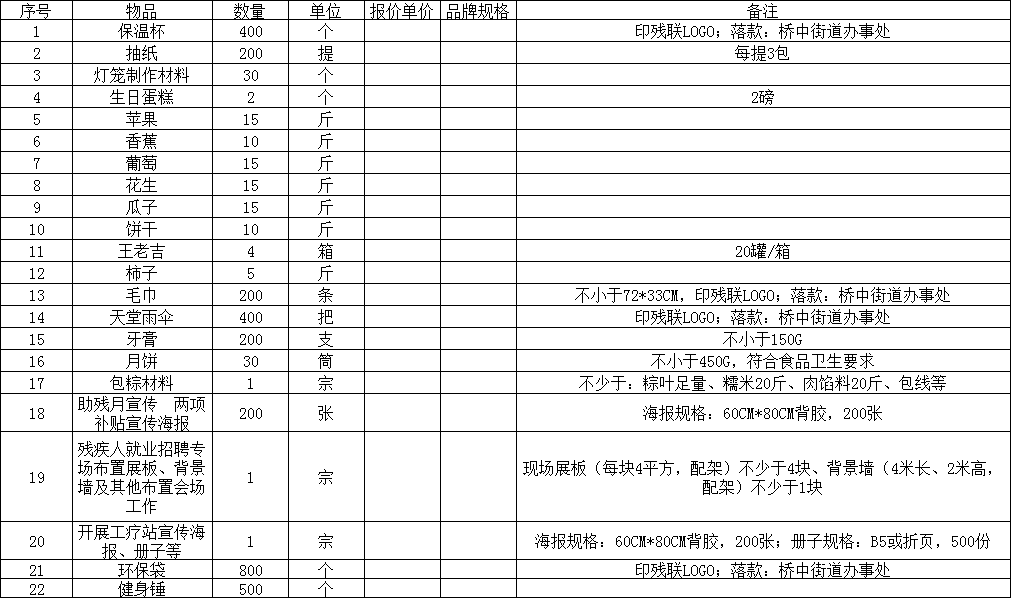 序号 物品 数量 单位 报价单价 品牌规格 备注
1 保温杯 400 个 印残联LOGO；落款：桥中街道办事处
2 抽纸 200 提 每提3包
3 灯笼制作材料 30 个
4 生日蛋糕 2 个 2磅
5 苹果 15 斤
6 香蕉 10 斤
7 葡萄 15 斤
8 花生 15 斤
9 瓜子 15 斤
10 饼干 10 斤
11 王老吉 4 箱 20罐/箱
12 柿子 5 斤
13 毛巾 200 条 不小于72*33CM，印残联LOGO；落款：桥中街道办事处
14 天堂雨伞 400 把 印残联LOGO；落款：桥中街道办事处
15 牙膏 200 支 不小于150G
16 月饼 30 筒 不小于450G，符合食品卫生要求
17 包粽材料 1 宗 不少于：粽叶足量、糯米20斤、肉馅料20斤、包线等
18 助残月宣传 两项
补贴宣传海报 200 张 海报规格：60CM*80CM背胶，200张
19 残疾人就业招聘专
场布置展板、背景
墙及其他布置会场
工作 1 宗 现场展板（每块4平方，配架）不少于4块、背景墙（4米长、2米高，
配架）不少于1块
20 开展工疗站宣传海
报、册子等 1 宗 海报规格：60CM*80CM背胶，200张；册子规格：B5或折页，500份
21 环保袋 800 个 印残联LOGO；落款：桥中街道办事处
22 健身锤 500 个